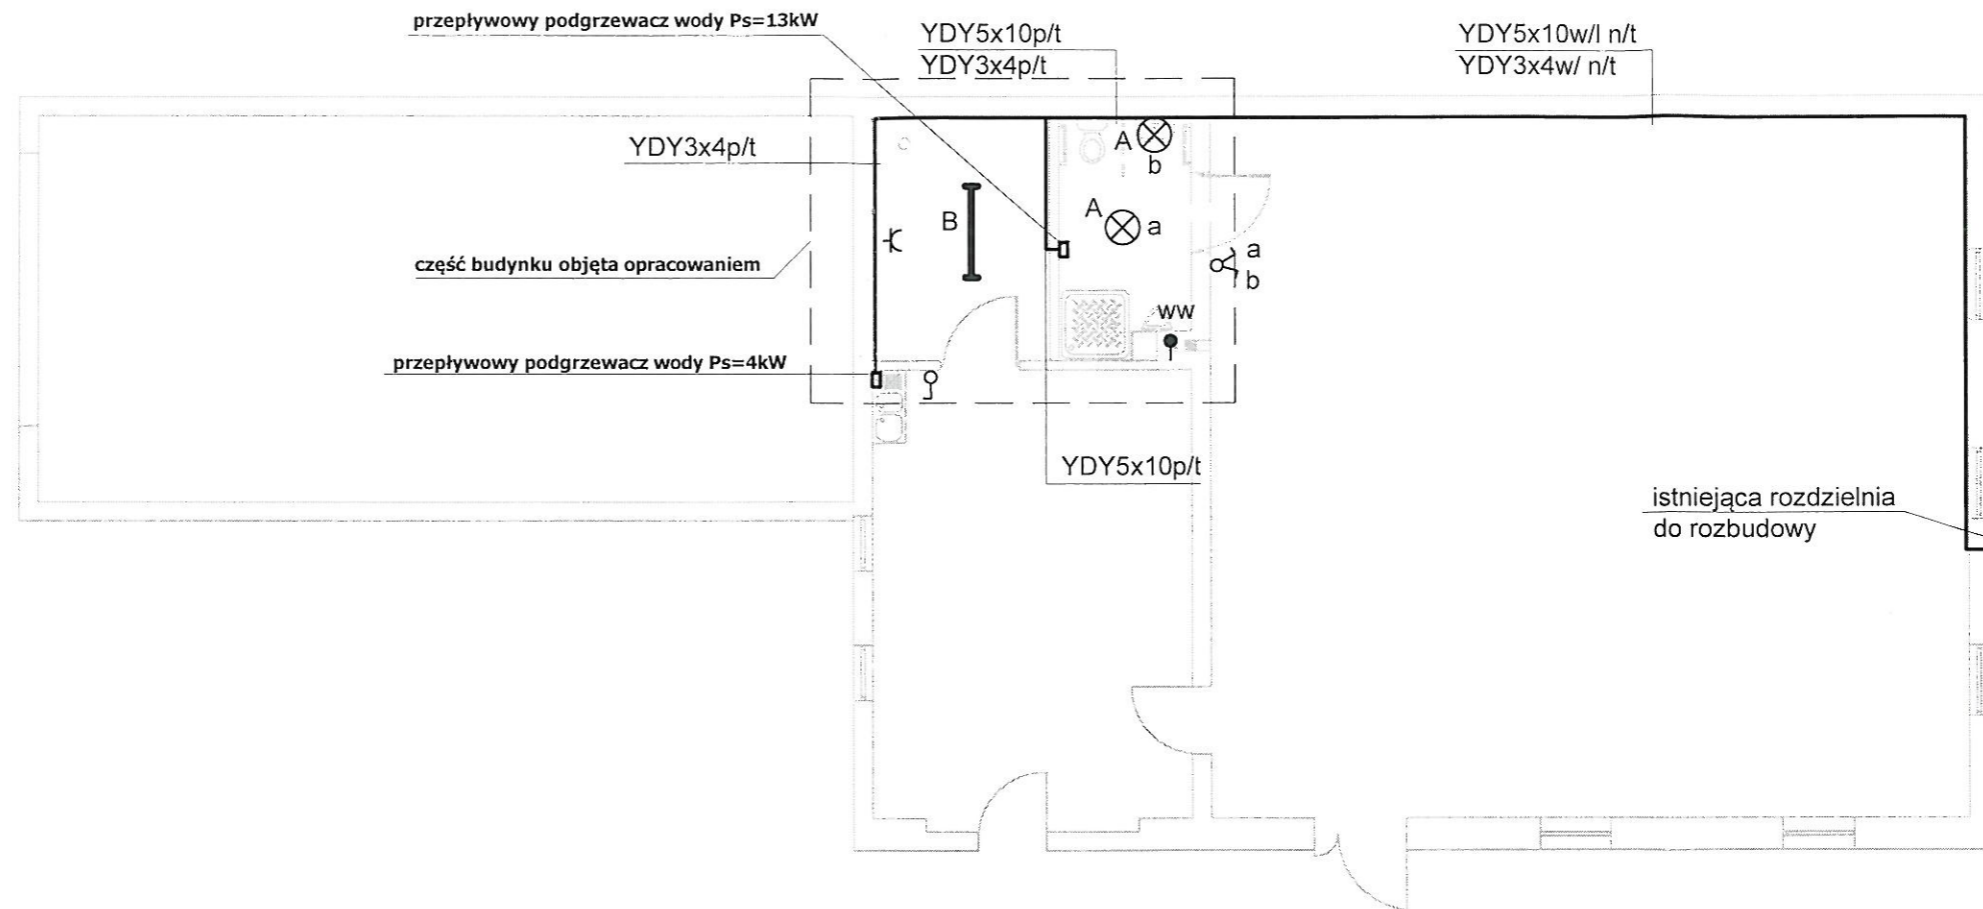 przepływowy podgrzewacz wody Ps=13kW
YDY5x10p/t
YDY3x4p/t
YDY5x10w/l n/t
YDY3x4w/ n/t
YDY3x4p/t
A
b
B
A
a
część budynku objęta opracowaniem
a
b
ww
przepływowy podgrzewacz wody Ps=4kW
YDY5x10p/t
istniejąca rozdzielnia
do rozbudowy